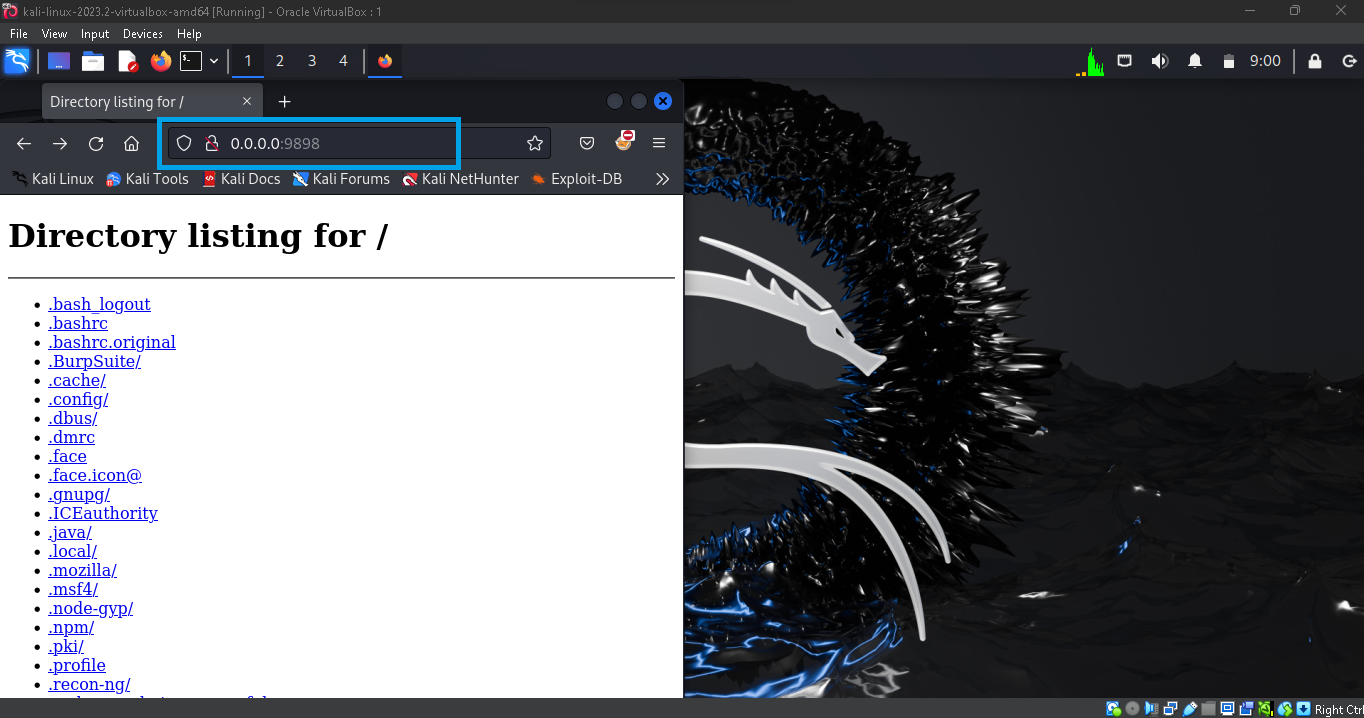 kali-linux-2023.2-virtualbox-amd64 [Running] - Oracle VirtualBox : 1
File View Input Devices Help
1 2 3 4 9:00
Directory listing for /
0.0.0.0:9898
Kali Linux Kali Tools Kali Docs Kali Forums Kali NetHunter Exploit-DB
Directory listing for /
.bash_logout
.bashrc
.bashrc.original
.BurpSuite/
.cache/
.config/
.dbus/
.dmrc
.face
.face.icon@
.gnupg/
.ICEauthority
.java/
.local/
.mozilla/
.msf4/
.node-gyp/
.npm/
.pki/
.profile
.recon-ng/
Right Ctrl